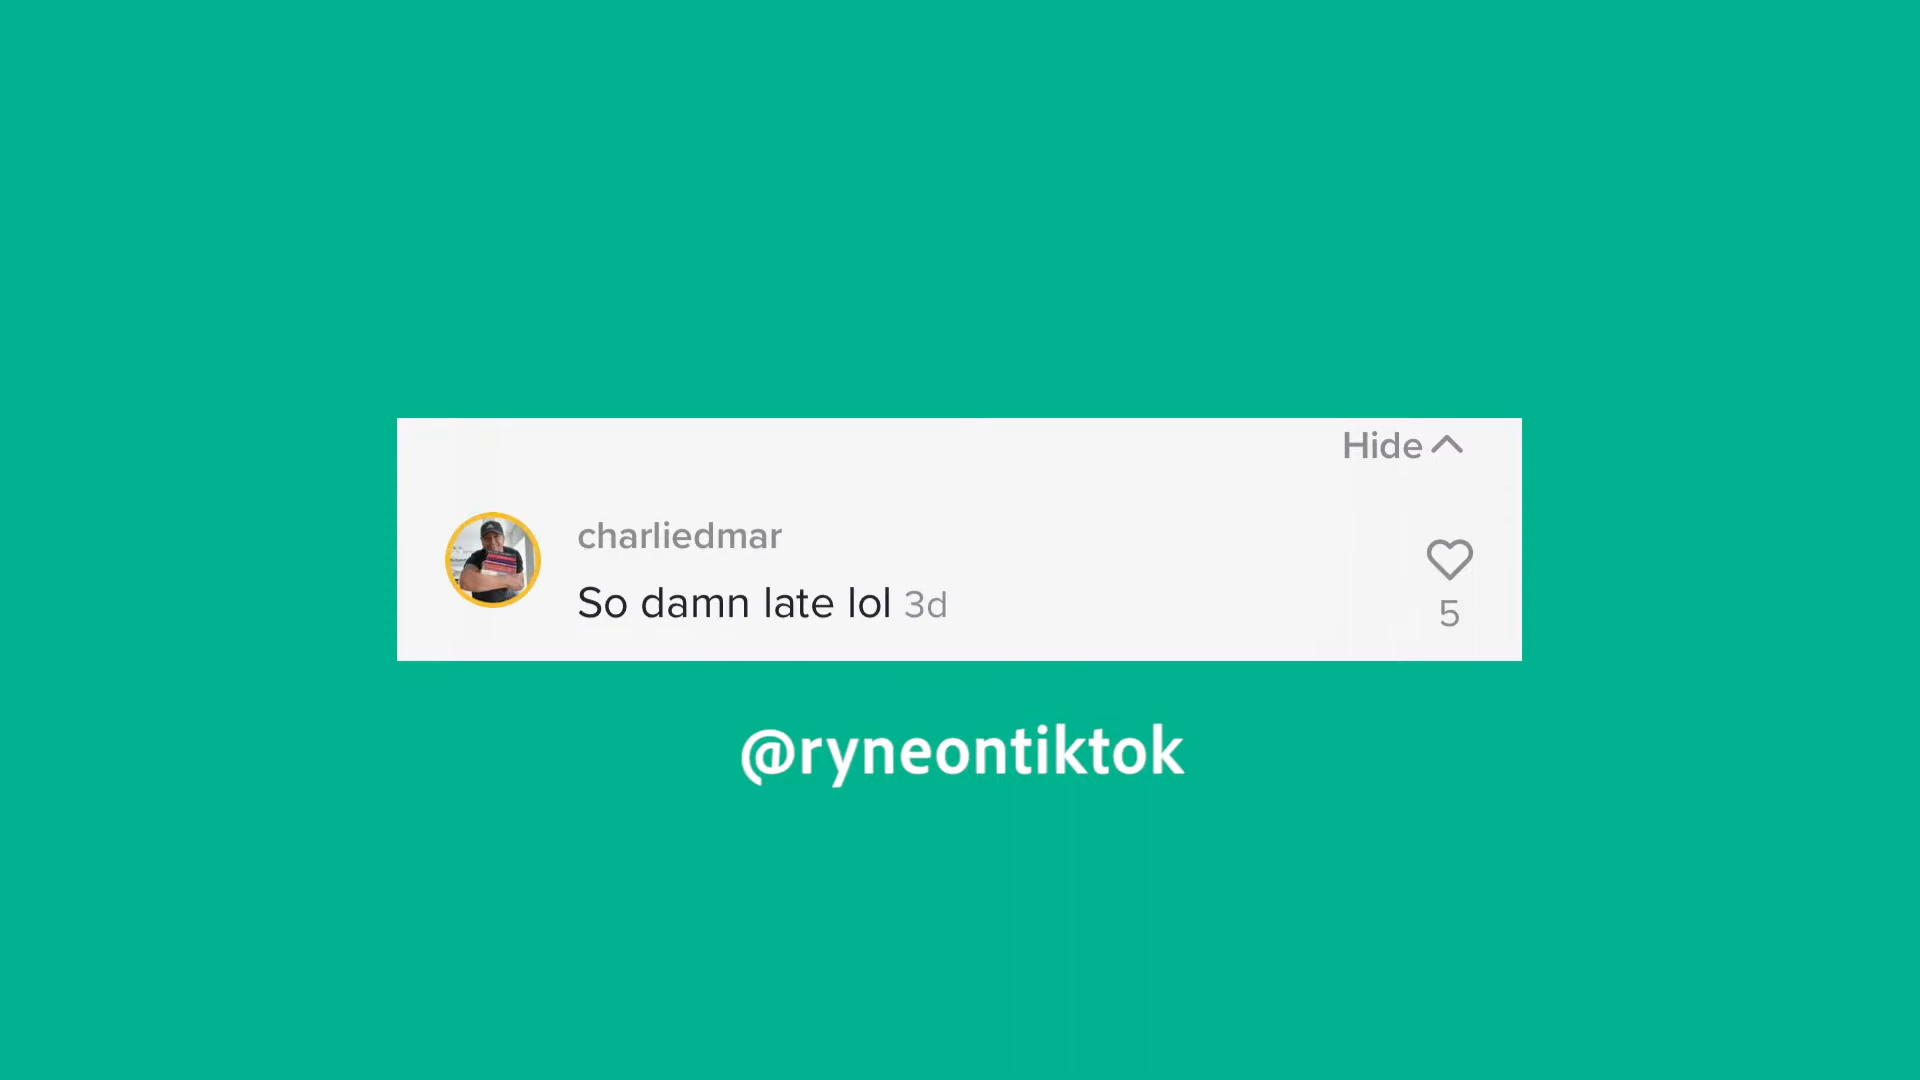 Hide
charliedmar
So damn late lol 3d
5
@ryneontiktok